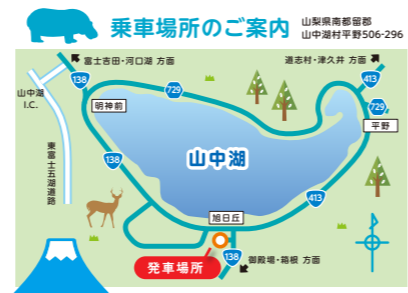 乗車場所のご案内
山梨県南都留郡
山中湖村平野506-296
富士吉田・河口湖 方面
道志村・津久井 方面
138
413
山中湖
I.C.
729
729
明神前
平野
東富士五湖道路
138
山中湖
413
旭日丘
発車場所
138
御殿場・箱根 方面